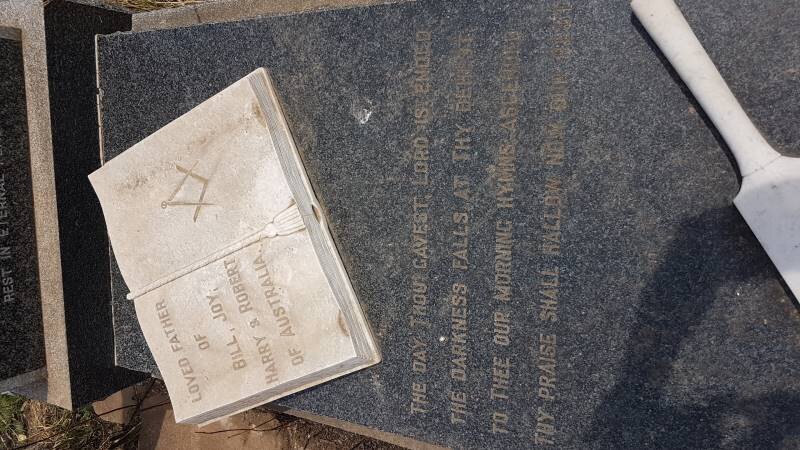 REST IN ETERNAL
LOVED FATHER
OF
BILL, JOY,
HARRY & ROBERT
OF AUSTRALIA.
THE DAY THOU GAVEST, LORD IS ENDED
THE DARKNESS FALLS AT THY BEHEST
TO THEE OUR MORNING HYMNS ASCENDED
THY PRAISE SHALL HALLOW NOW OUR REST